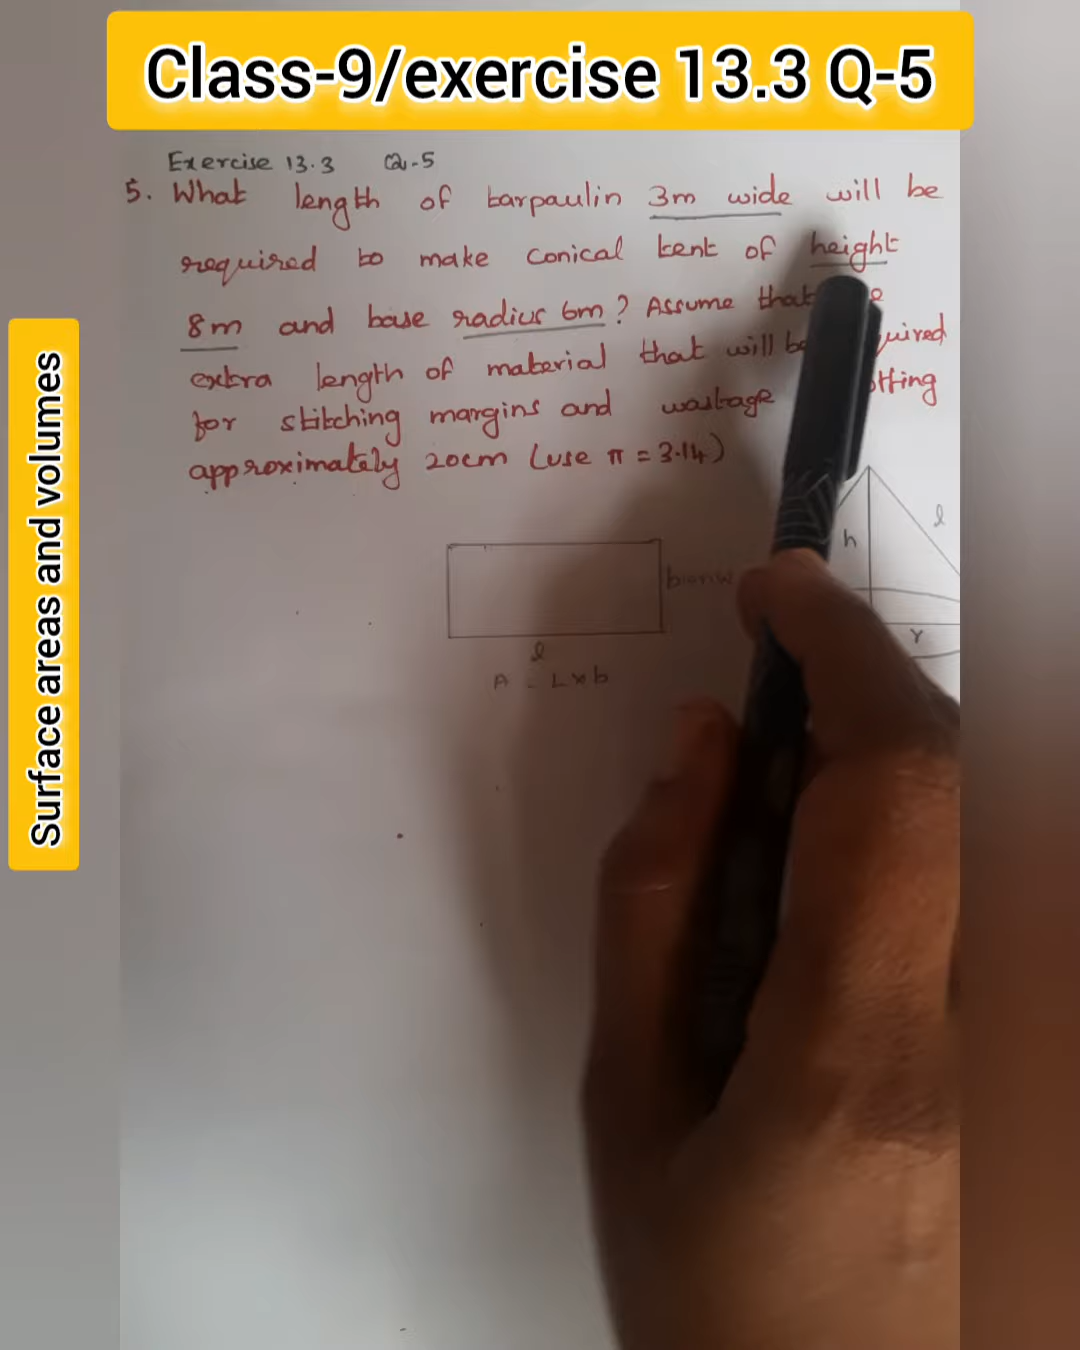 Class-9/exercise 13.3 Q-5
Surface areas and volumes
Exercise 13.3 Q-5
5. What length of tarpaulin 3m wide will be
required to make conical tent of height
8m and base radius 6m? Assume that
extra length of material that will
for stitching margins and wastage
approximately 20cm (use π = 3.14)
h
l
r
l
A = L×b